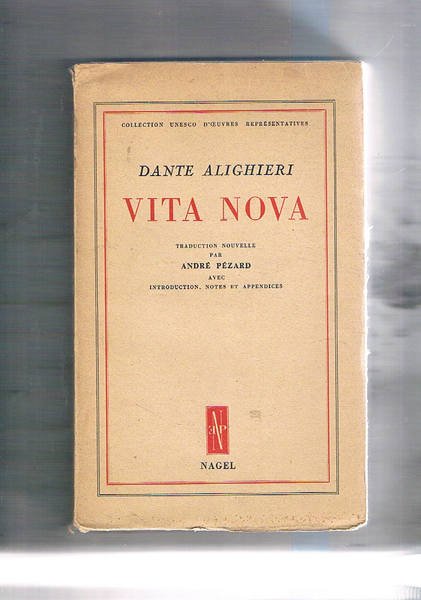 COLLECTION UNESCO D'ŒUVRES REPRÉSENTATIVES
DANTE ALIGHIERI
VITA NOVA
TRADUCTION NOUVELLE
PAR
ANDRÉ PÉZARD
AVEC
INTRODUCTION, NOTES ET APPENDICES
NAGEL